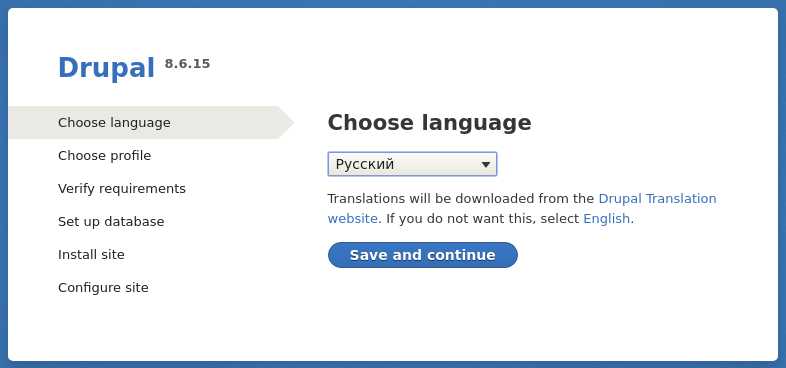 Drupal 8.6.15
Choose language
Choose profile
Verify requirements
Set up database
Install site
Configure site
Choose language
Русский
Translations will be downloaded from the Drupal Translation
website. If you do not want this, select English.
Save and continue